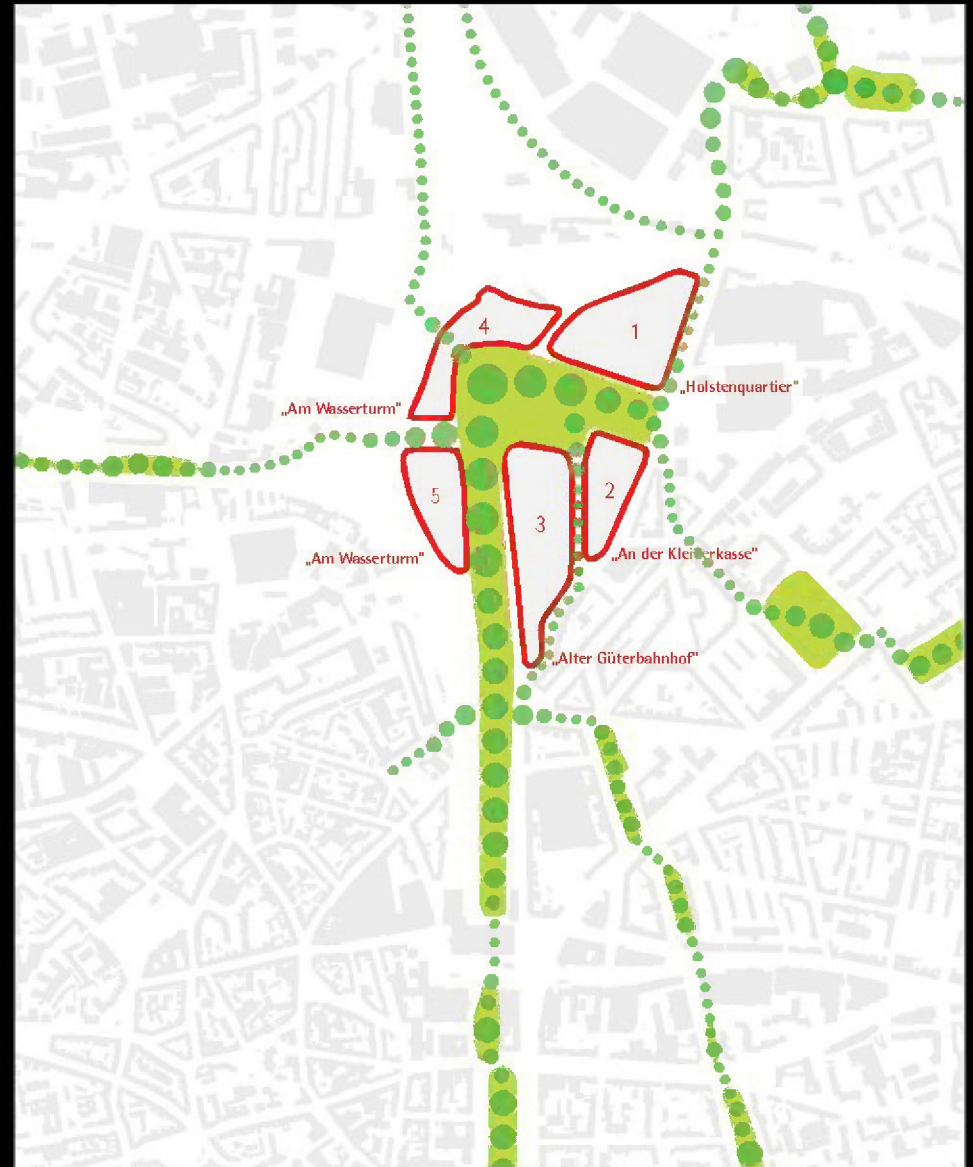 4
1
„Holstenquartier"
„Am Wasserturm"
5
2
3
„Am Wasserturm"
„An der Kleiderkasse"
„Alter Güterbahnhof"